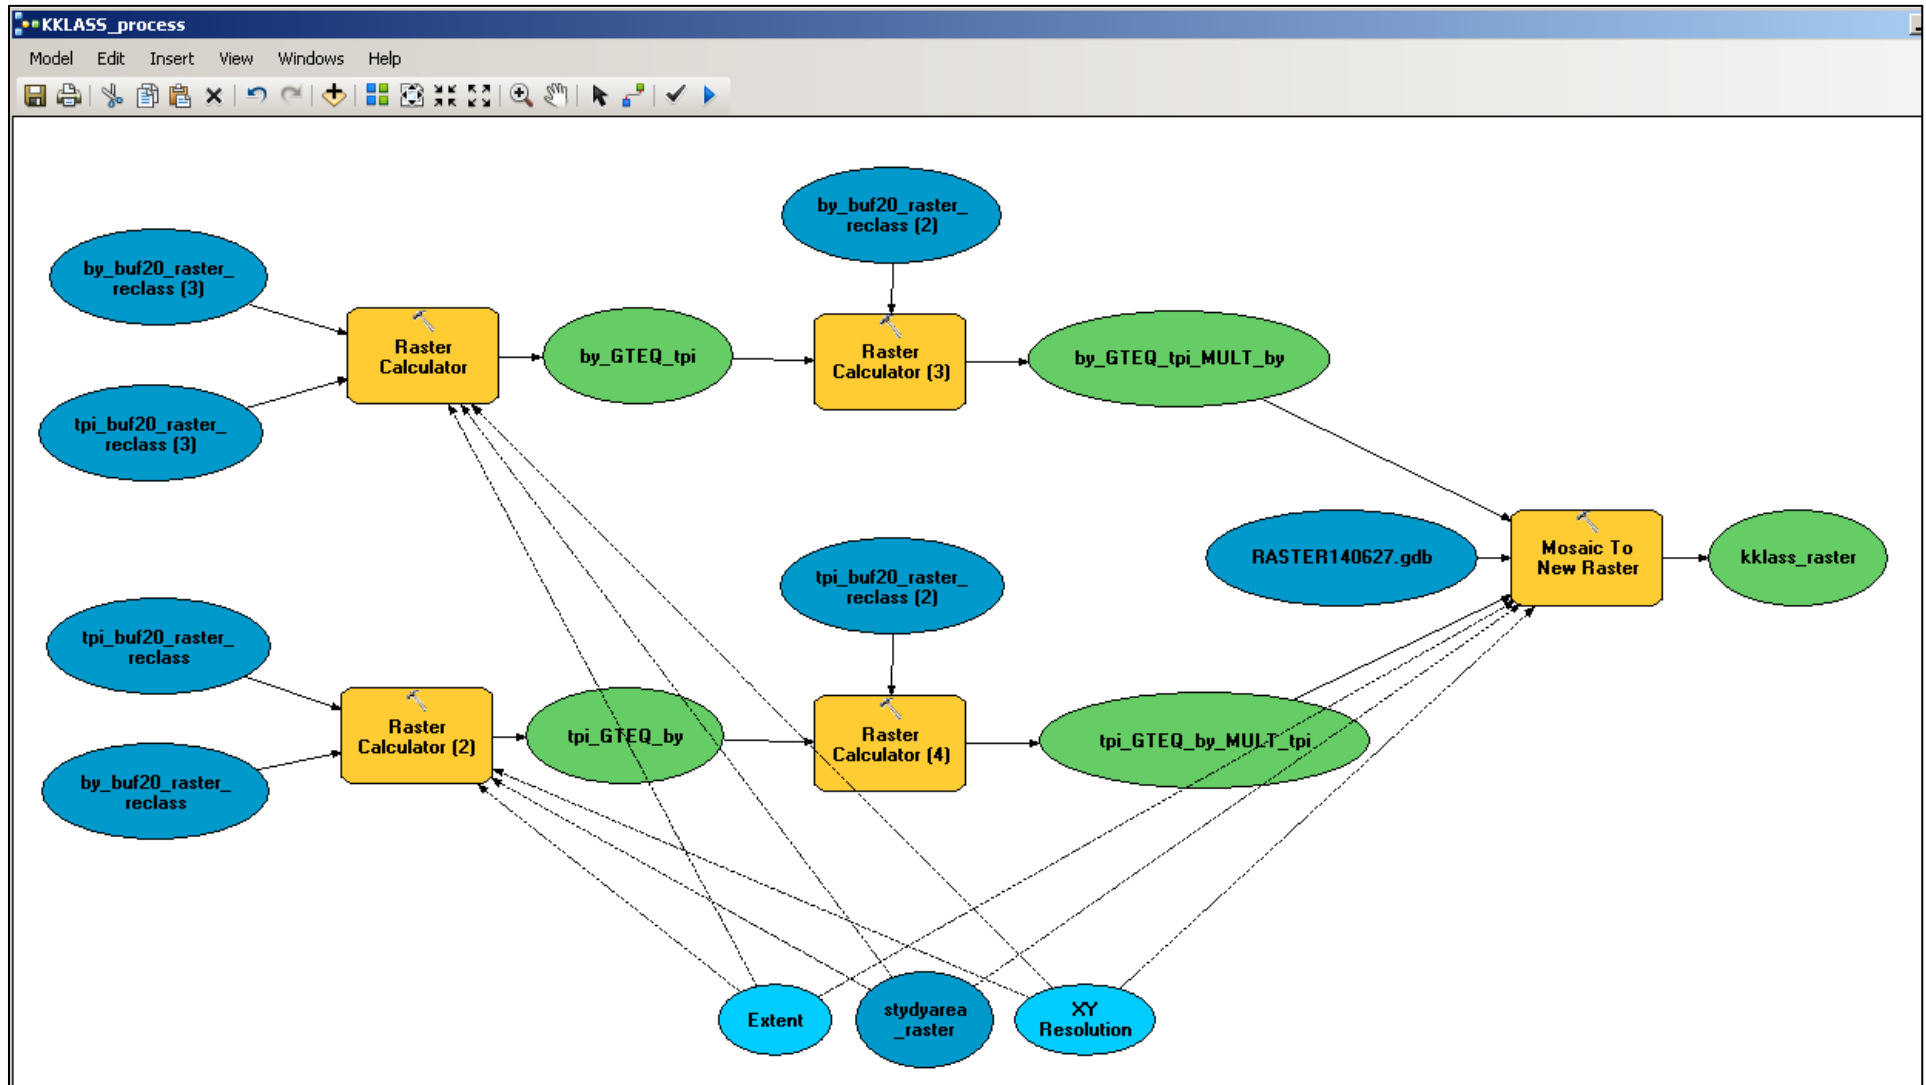 KKLASS_process
Model Edit Insert View Windows Help
by_buf20_raster_
reclass (2)
by_buf20_raster_
reclass (3)
Raster
Calculator
by_GTEQ_tpi
Raster
Calculator (3)
by_GTEQ_tpi_MULT_by
tpi_buf20_raster_
reclass (3)
RASTER140627.gdb
Mosaic To
New Raster
kklass_raster
tpi_buf20_raster_
reclass (2)
tpi_buf20_raster_
reclass
Raster
Calculator (2)
tpi_GTEQ_by
Raster
Calculator (4)
tpi_GTEQ_by_MULT_tpi
by_buf20_raster_
reclass
Extent
stydyarea
_raster
XY
Resolution